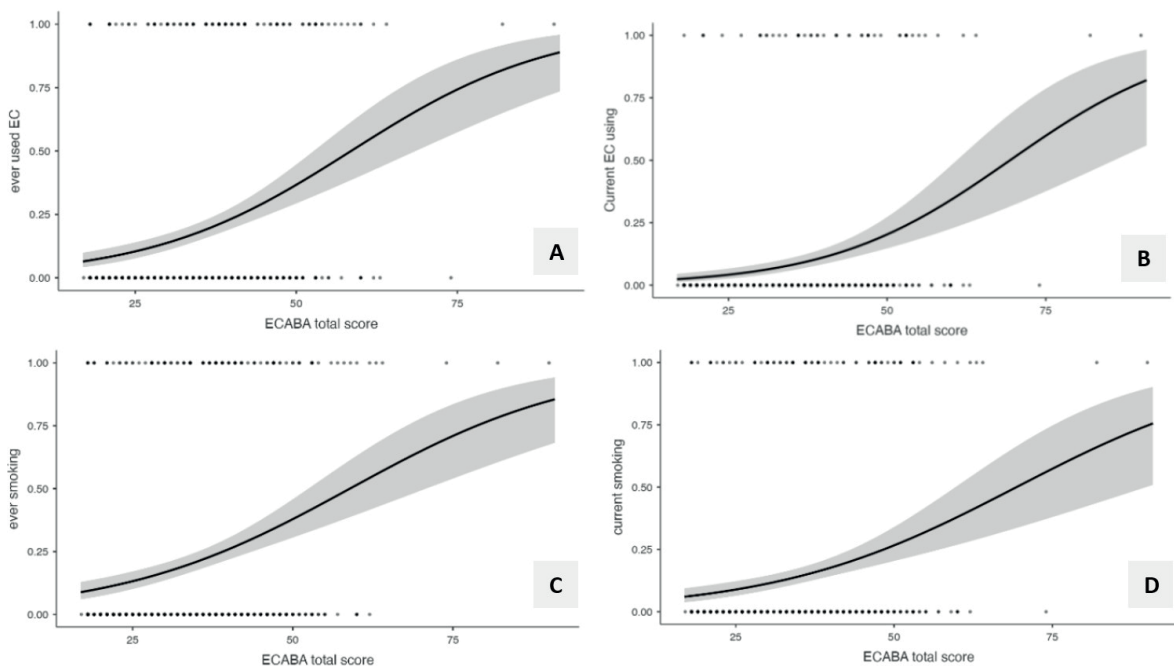 ever used EC
1.00
0.75
0.50
0.25
0.00
25 50 75
ECABA total score
A
Current EC using
1.00
0.75
0.50
0.25
0.00
25 50 75
ECABA total score
B
ever smoking
1.00
0.75
0.50
0.25
0.00
25 50 75
ECABA total score
C
current smoking
1.00
0.75
0.50
0.25
0.00
25 50 75
ECABA total score
D